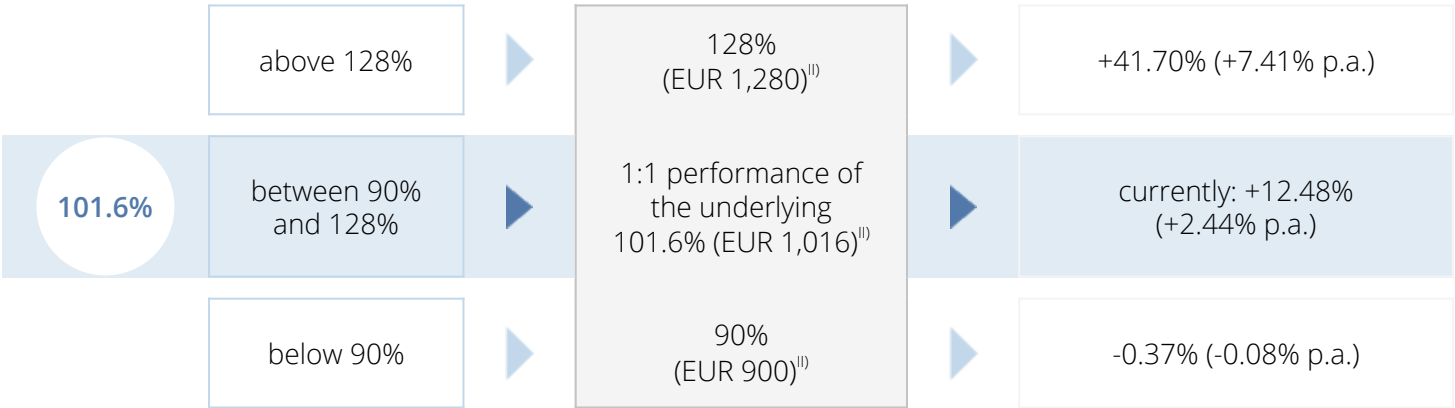 above 128%
128%
(EUR 1,280)II)
+41.70% (+7.41% p.a.)
101.6%
between 90%
and 128%
1:1 performance of
the underlying
101.6% (EUR 1,016)II)
currently: +12.48%
(+2.44% p.a.)
below 90%
90%
(EUR 900)II)
-0.37% (-0.08% p.a.)